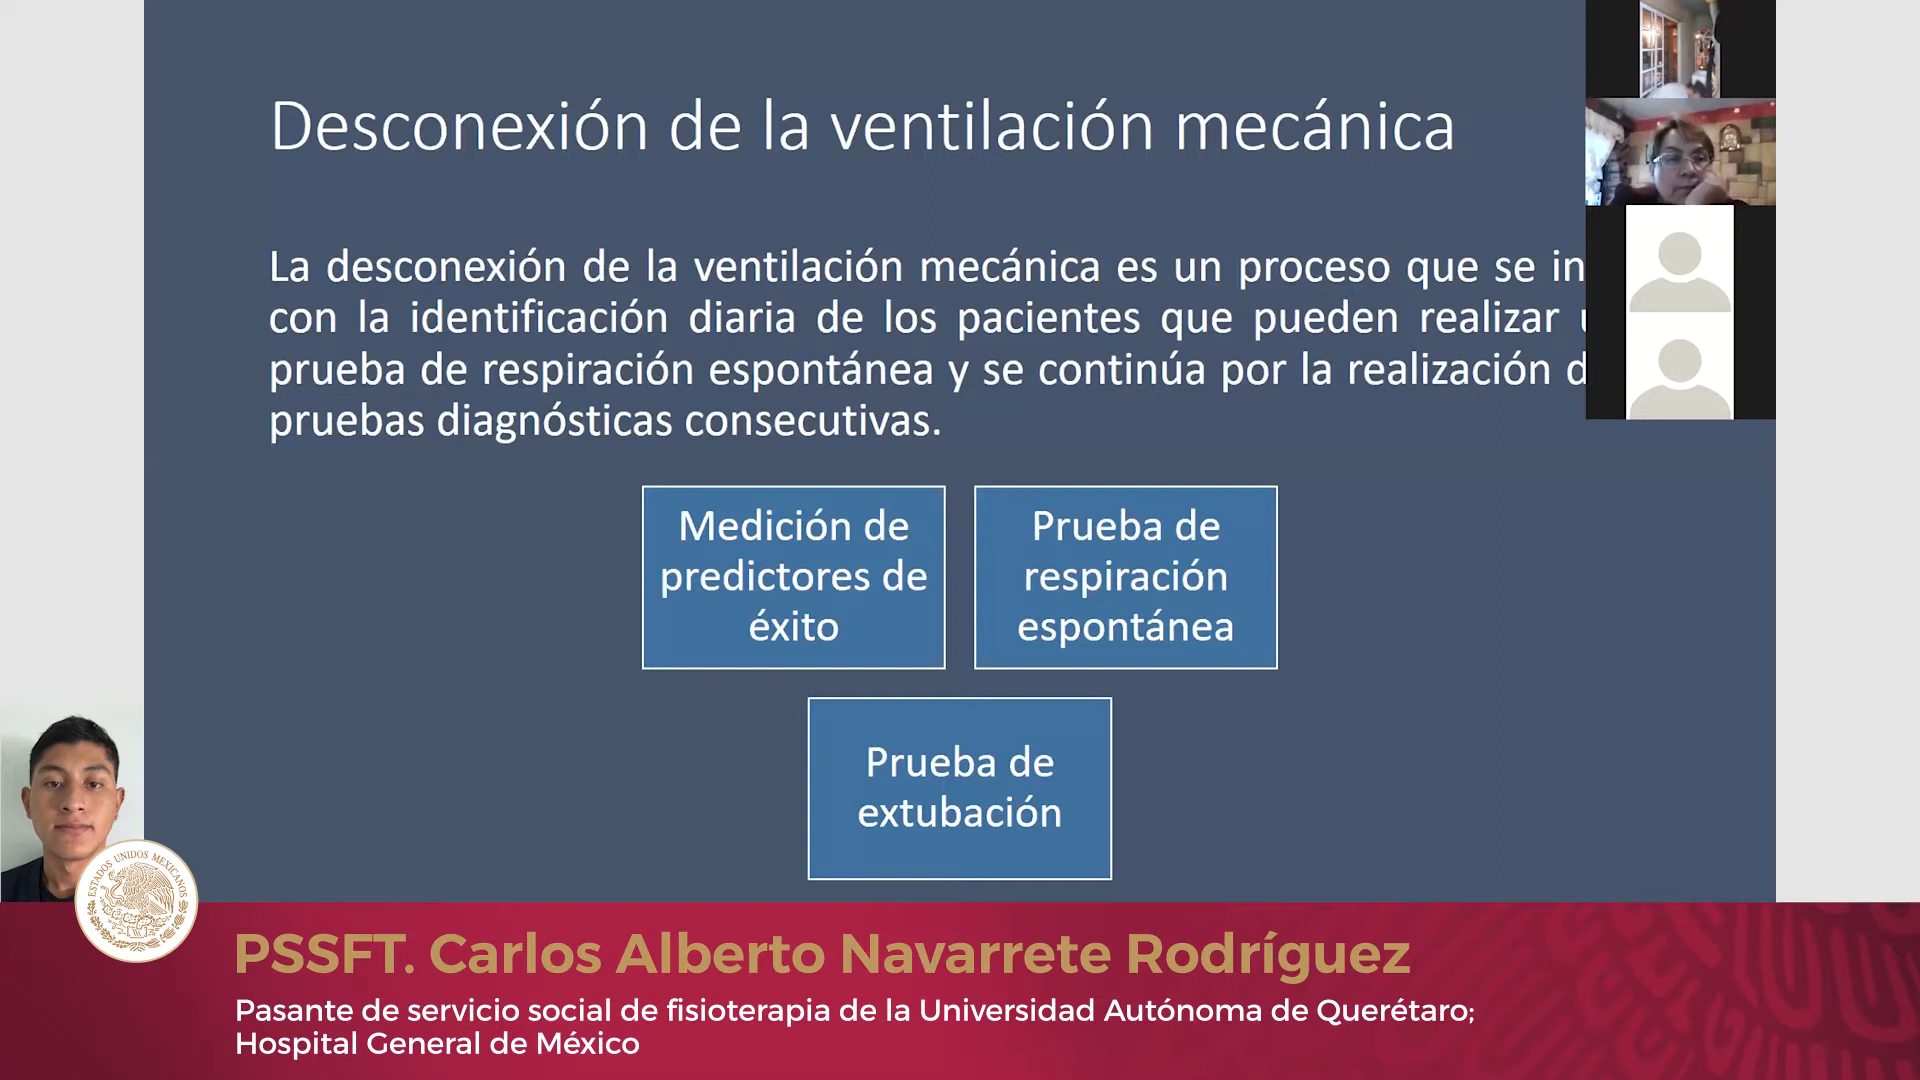 Desconexión de la ventilación mecánica
La desconexión de la ventilación mecánica es un proceso que se
con la identificación diaria de los pacientes que pueden realizar
prueba de respiración espontánea y se continúa por la realización
pruebas diagnósticas consecutivas.
Medición de
predictores de
éxito
Prueba de
respiración
espontánea
Prueba de
extubación
ESTADOS UNIDOS MEXICANOS
PSSFT. Carlos Alberto Navarrete Rodríguez
Pasante de servicio social de fisioterapia de la Universidad Autónoma de Querétaro;
Hospital General de México